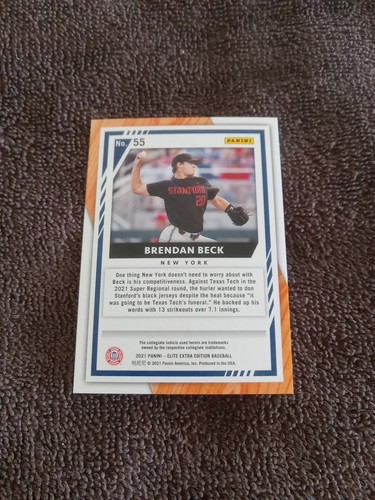 No. 55
PANINI
STANFORD
20
BRENDAN BECK
NEW YORK
One thing New York doesn't need to worry about with
Beck is his competitiveness. Against Texas Tech in the
2021 Super Regional round, the hurler wanted to don
Stanford's black jerseys despite the heat because "it
was going to be Texas Tech's funeral." He backed up his
words with 13 strikeouts over 7.1 innings.
The collegiate indicia used herein are trademarks
owned by the respective collegiate institutions.
2021 PANINI – ELITE EXTRA EDITION BASEBALL
© 2021 Panini America, Inc. Produced in the USA.